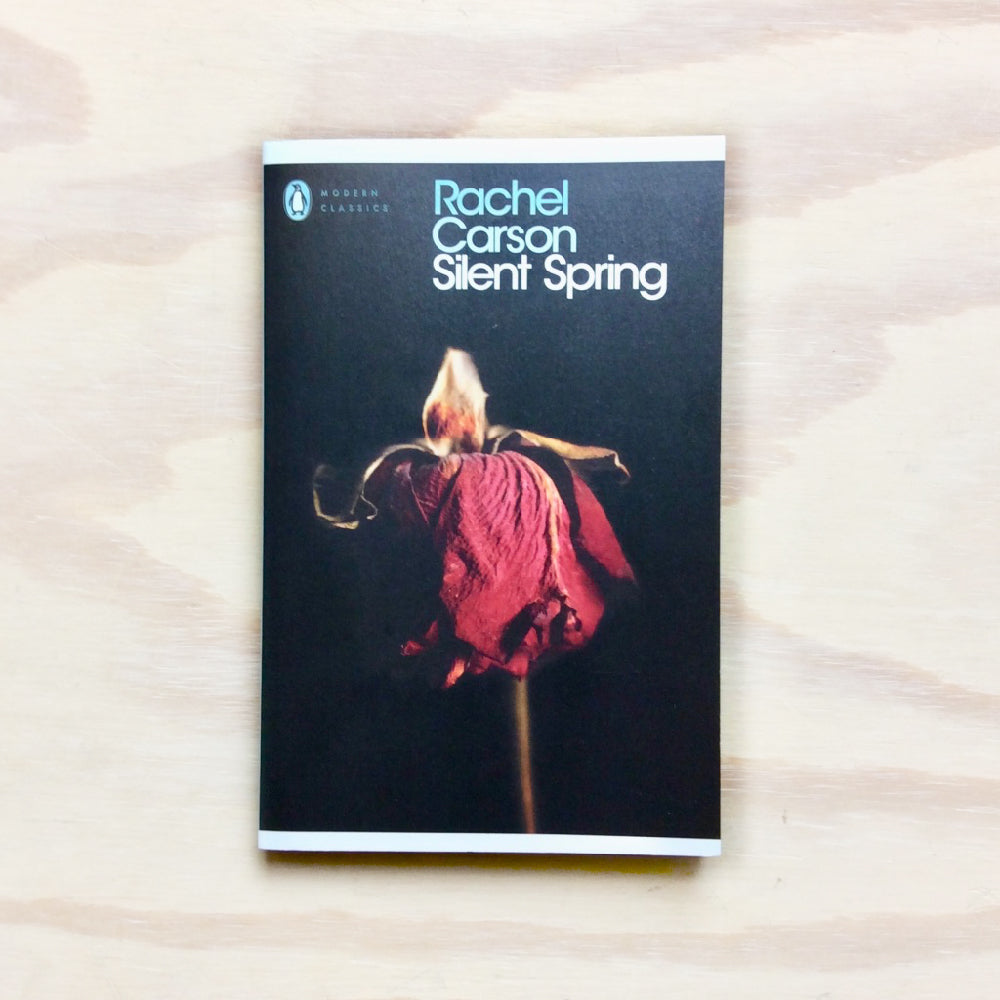 MODERN
CLASSICS
Rachel
Carson
Silent Spring